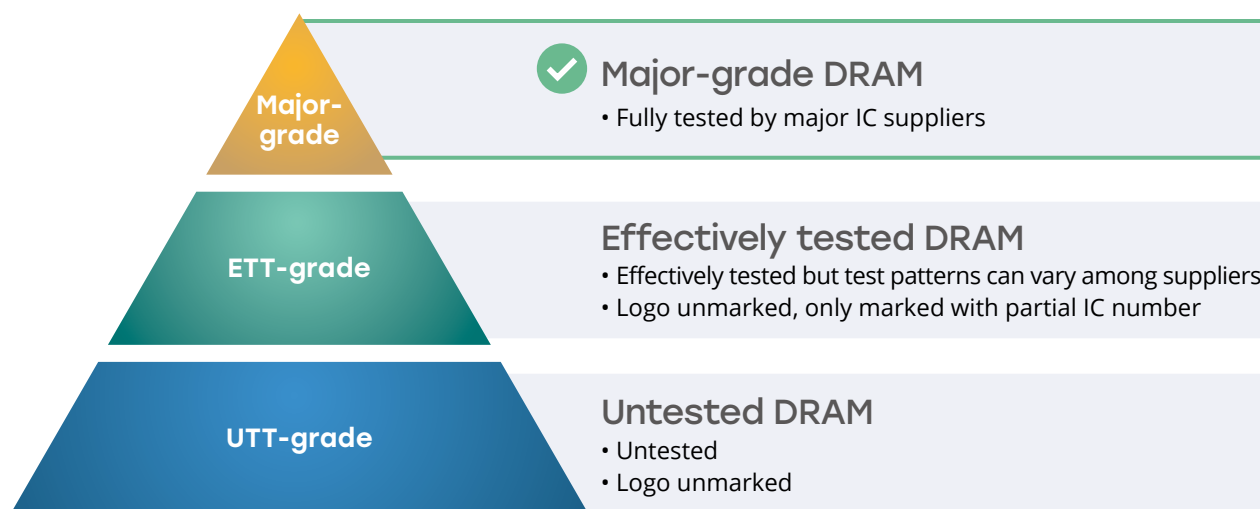 Major-
grade
Major-grade DRAM
• Fully tested by major IC suppliers
ETT-grade
Effectively tested DRAM
• Effectively tested but test patterns can vary among suppliers
• Logo unmarked, only marked with partial IC number
UTT-grade
Untested DRAM
• Untested
• Logo unmarked